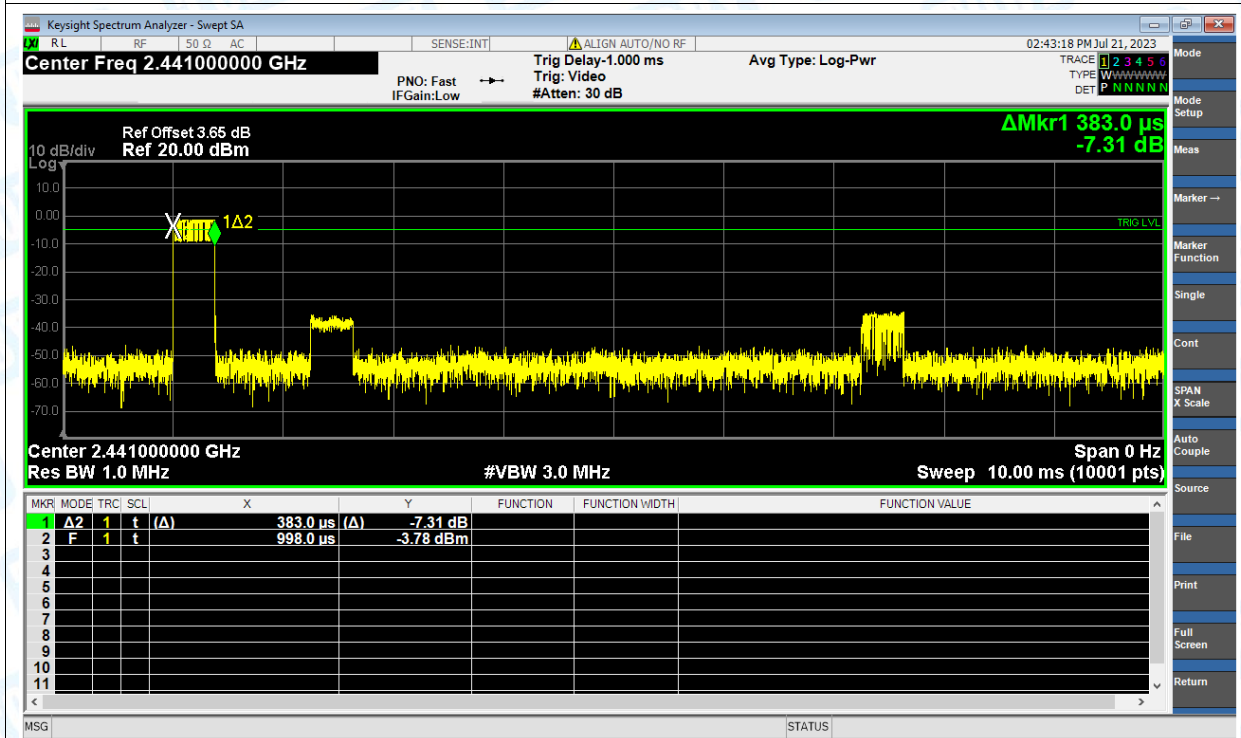 Keysight Spectrum Analyzer - Swept SA
LXI RL RF 50 Ω AC SENSE:INT ALIGN AUTO/NO RF 02:43:18 PM Jul 21, 2023
Center Freq 2.441000000 GHz
PNO: Fast
IFGain:Low
Trig Delay-1.000 ms
Trig: Video
#Atten: 30 dB
Avg Type: Log-Pwr
TRACE 1 2 3 4 5 6
TYPE WWWWWW
DET P N N N N N
Ref Offset 3.65 dB
Ref 20.00 dBm
10 dB/div
Log
ΔMkr1 383.0 µs
-7.31 dB
10.0
0.00
-10.0
-20.0
-30.0
-40.0
-50.0
-60.0
-70.0
X
1Δ2
TRIG LVL
Center 2.441000000 GHz
Res BW 1.0 MHz
#VBW 3.0 MHz
Span 0 Hz
Sweep 10.00 ms (10001 pts)
MKR MODE TRC SCL X Y FUNCTION FUNCTION WIDTH FUNCTION VALUE
1 Δ2 1 t (Δ) 383.0 µs (Δ) -7.31 dB
2 F 1 t 998.0 µs -3.78 dBm
3
4
5
6
7
8
9
10
11
MSG STATUS
Mode
Mode
Setup
Meas
Marker →
Marker
Function
Single
Cont
SPAN
X Scale
Auto
Couple
Source
File
Print
Full
Screen
Return